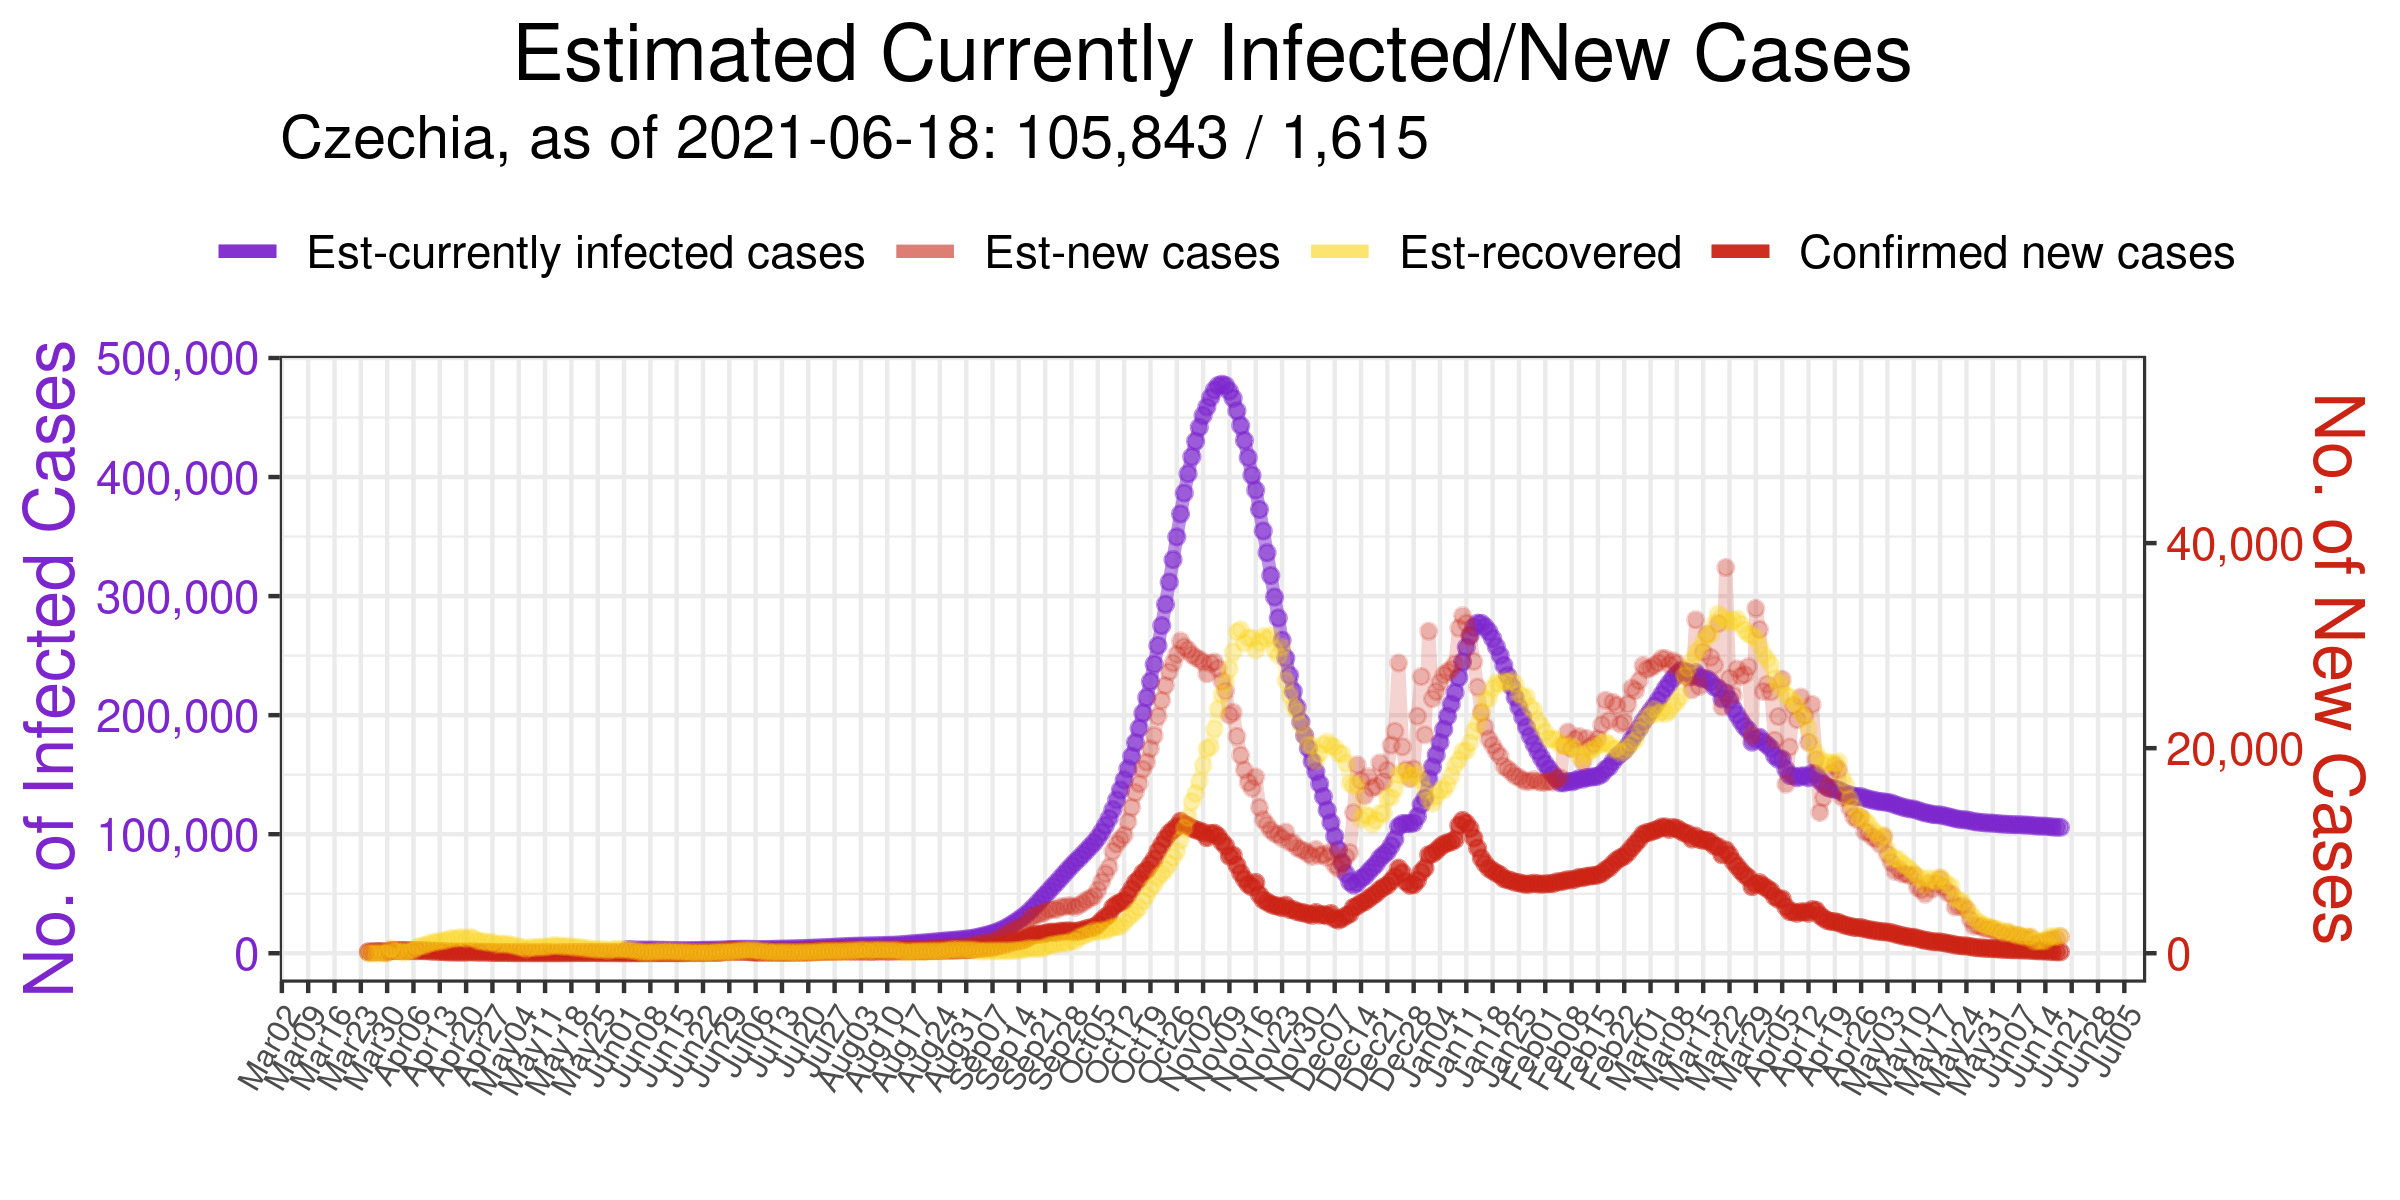 Estimated Currently Infected/New Cases
Czechia, as of 2021-06-18: 105,843 / 1,615
Est-currently infected cases
Est-new cases
Est-recovered
Confirmed new cases
No. of Infected Cases
500,000
400,000
300,000
200,000
100,000
0
40,000
20,000
0
No. of New Cases
Mar02
Mar09
Mar16
Mar23
Mar30
Apr06
Apr13
Apr20
Apr27
May04
May11
May18
May25
Jun01
Jun08
Jun15
Jun22
Jun29
Jul06
Jul13
Jul20
Jul27
Aug03
Aug10
Aug17
Aug24
Aug31
Sep07
Sep14
Sep21
Sep28
Oct05
Oct12
Oct19
Oct26
Nov02
Nov09
Nov16
Nov23
Nov30
Dec07
Dec14
Dec21
Dec28
Jan04
Jan11
Jan18
Jan25
Feb01
Feb08
Feb15
Feb22
Mar01
Mar08
Mar15
Mar22
Mar29
Apr05
Apr12
Apr19
Apr26
May03
May10
May17
May24
May31
Jun07
Jun14
Jun21
Jun28
Jul05